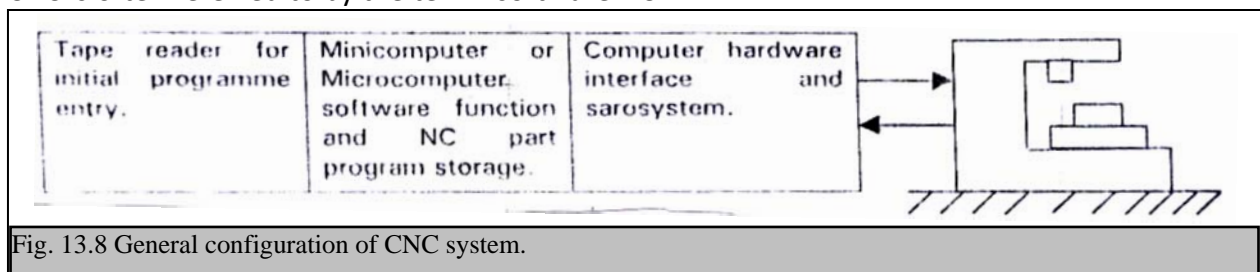 Tape reader for
initial programme
entry.
Minicomputer or
Microcomputer
software function
and NC part
program storage.
Computer hardware
interface and
sarosystem.
Fig. 13.8 General configuration of CNC system.